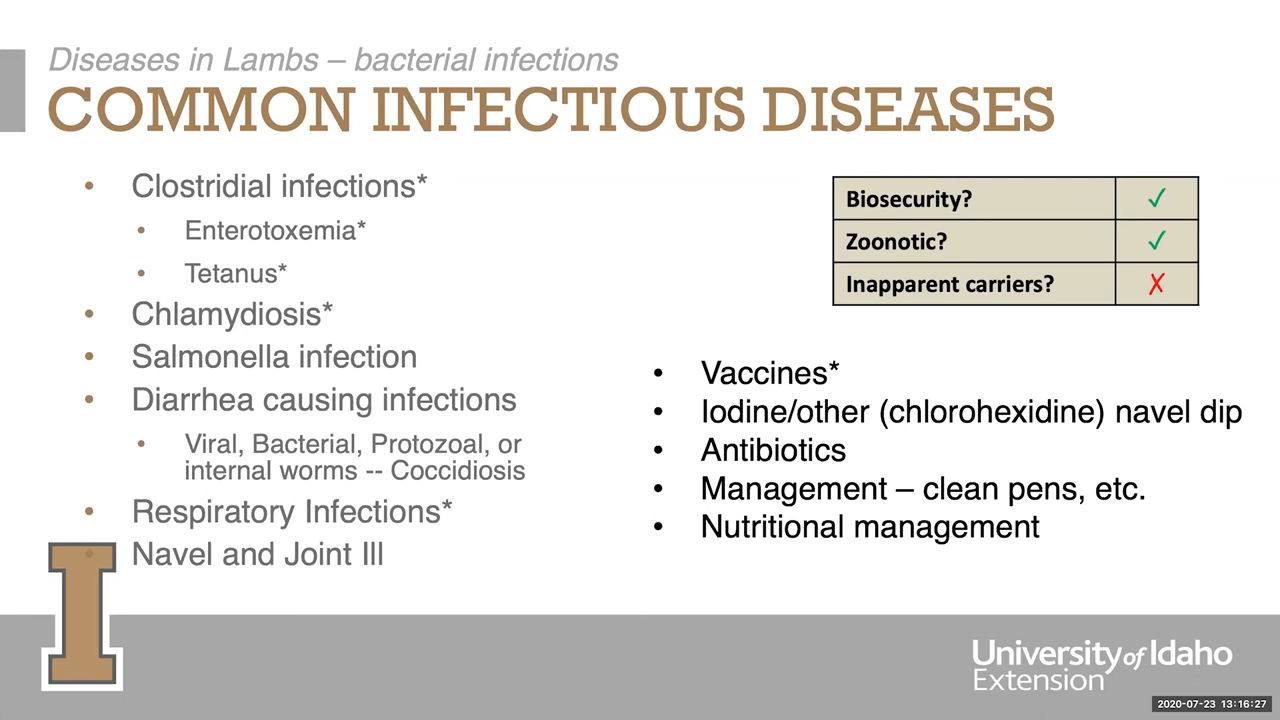 Diseases in Lambs – bacterial infections
COMMON INFECTIOUS DISEASES
• Clostridial infections*
• Enterotoxemia*
• Tetanus*
• Chlamydiosis*
• Salmonella infection
• Diarrhea causing infections
• Viral, Bacterial, Protozoal, or
internal worms -- Coccidiosis
• Respiratory Infections*
• Navel and Joint Ill
Biosecurity? ✓
Zoonotic? ✓
Inapparent carriers? ✗
• Vaccines*
• Iodine/other (chlorohexidine) navel dip
• Antibiotics
• Management – clean pens, etc.
• Nutritional management
I
University of Idaho
Extension
2020-07-23 13:16:27